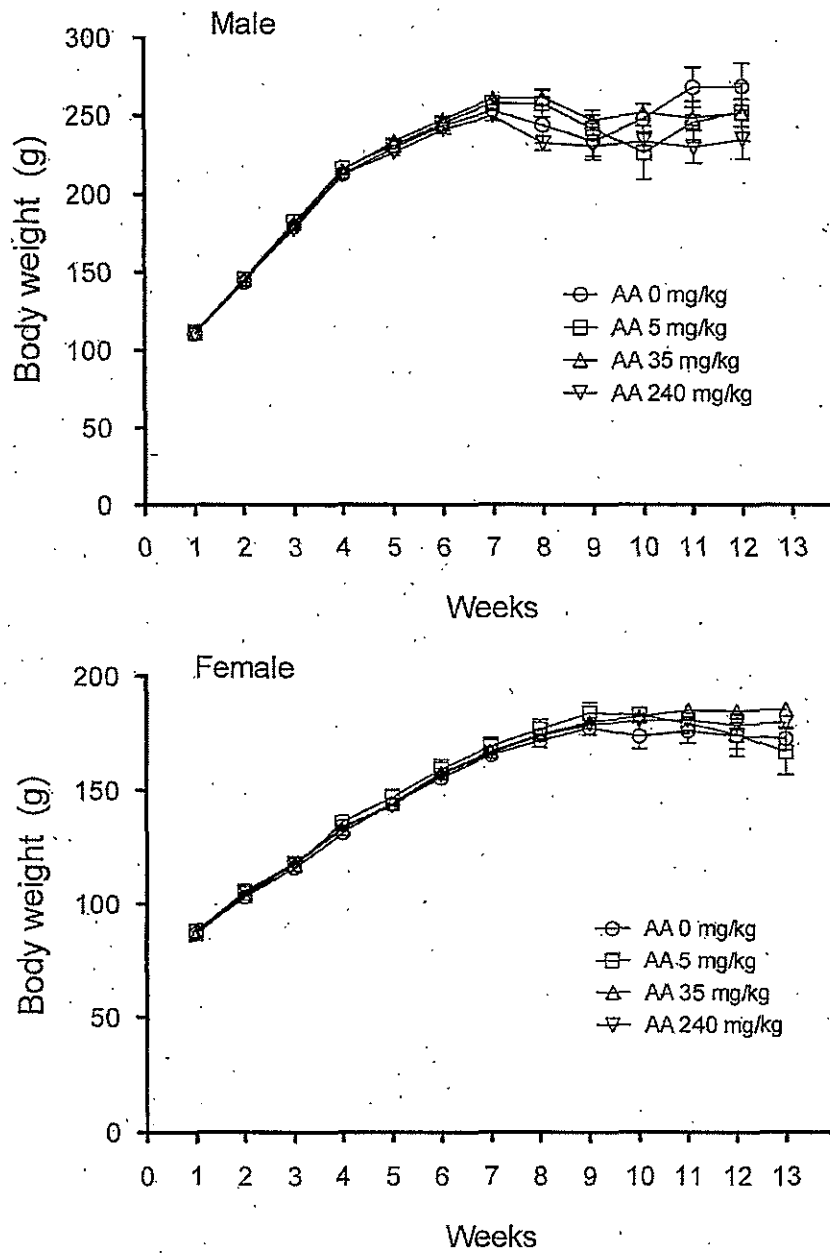 Male
Body weight (g)
300
250
200
150
100
50
0
AA 0 mg/kg
AA 5 mg/kg
AA 35 mg/kg
AA 240 mg/kg
0 1 2 3 4 5 6 7 8 9 10 11 12 13
Weeks
Female
Body weight (g)
200
150
100
50
0
AA 0 mg/kg
AA 5 mg/kg
AA 35 mg/kg
AA 240 mg/kg
0 1 2 3 4 5 6 7 8 9 10 11 12 13
Weeks